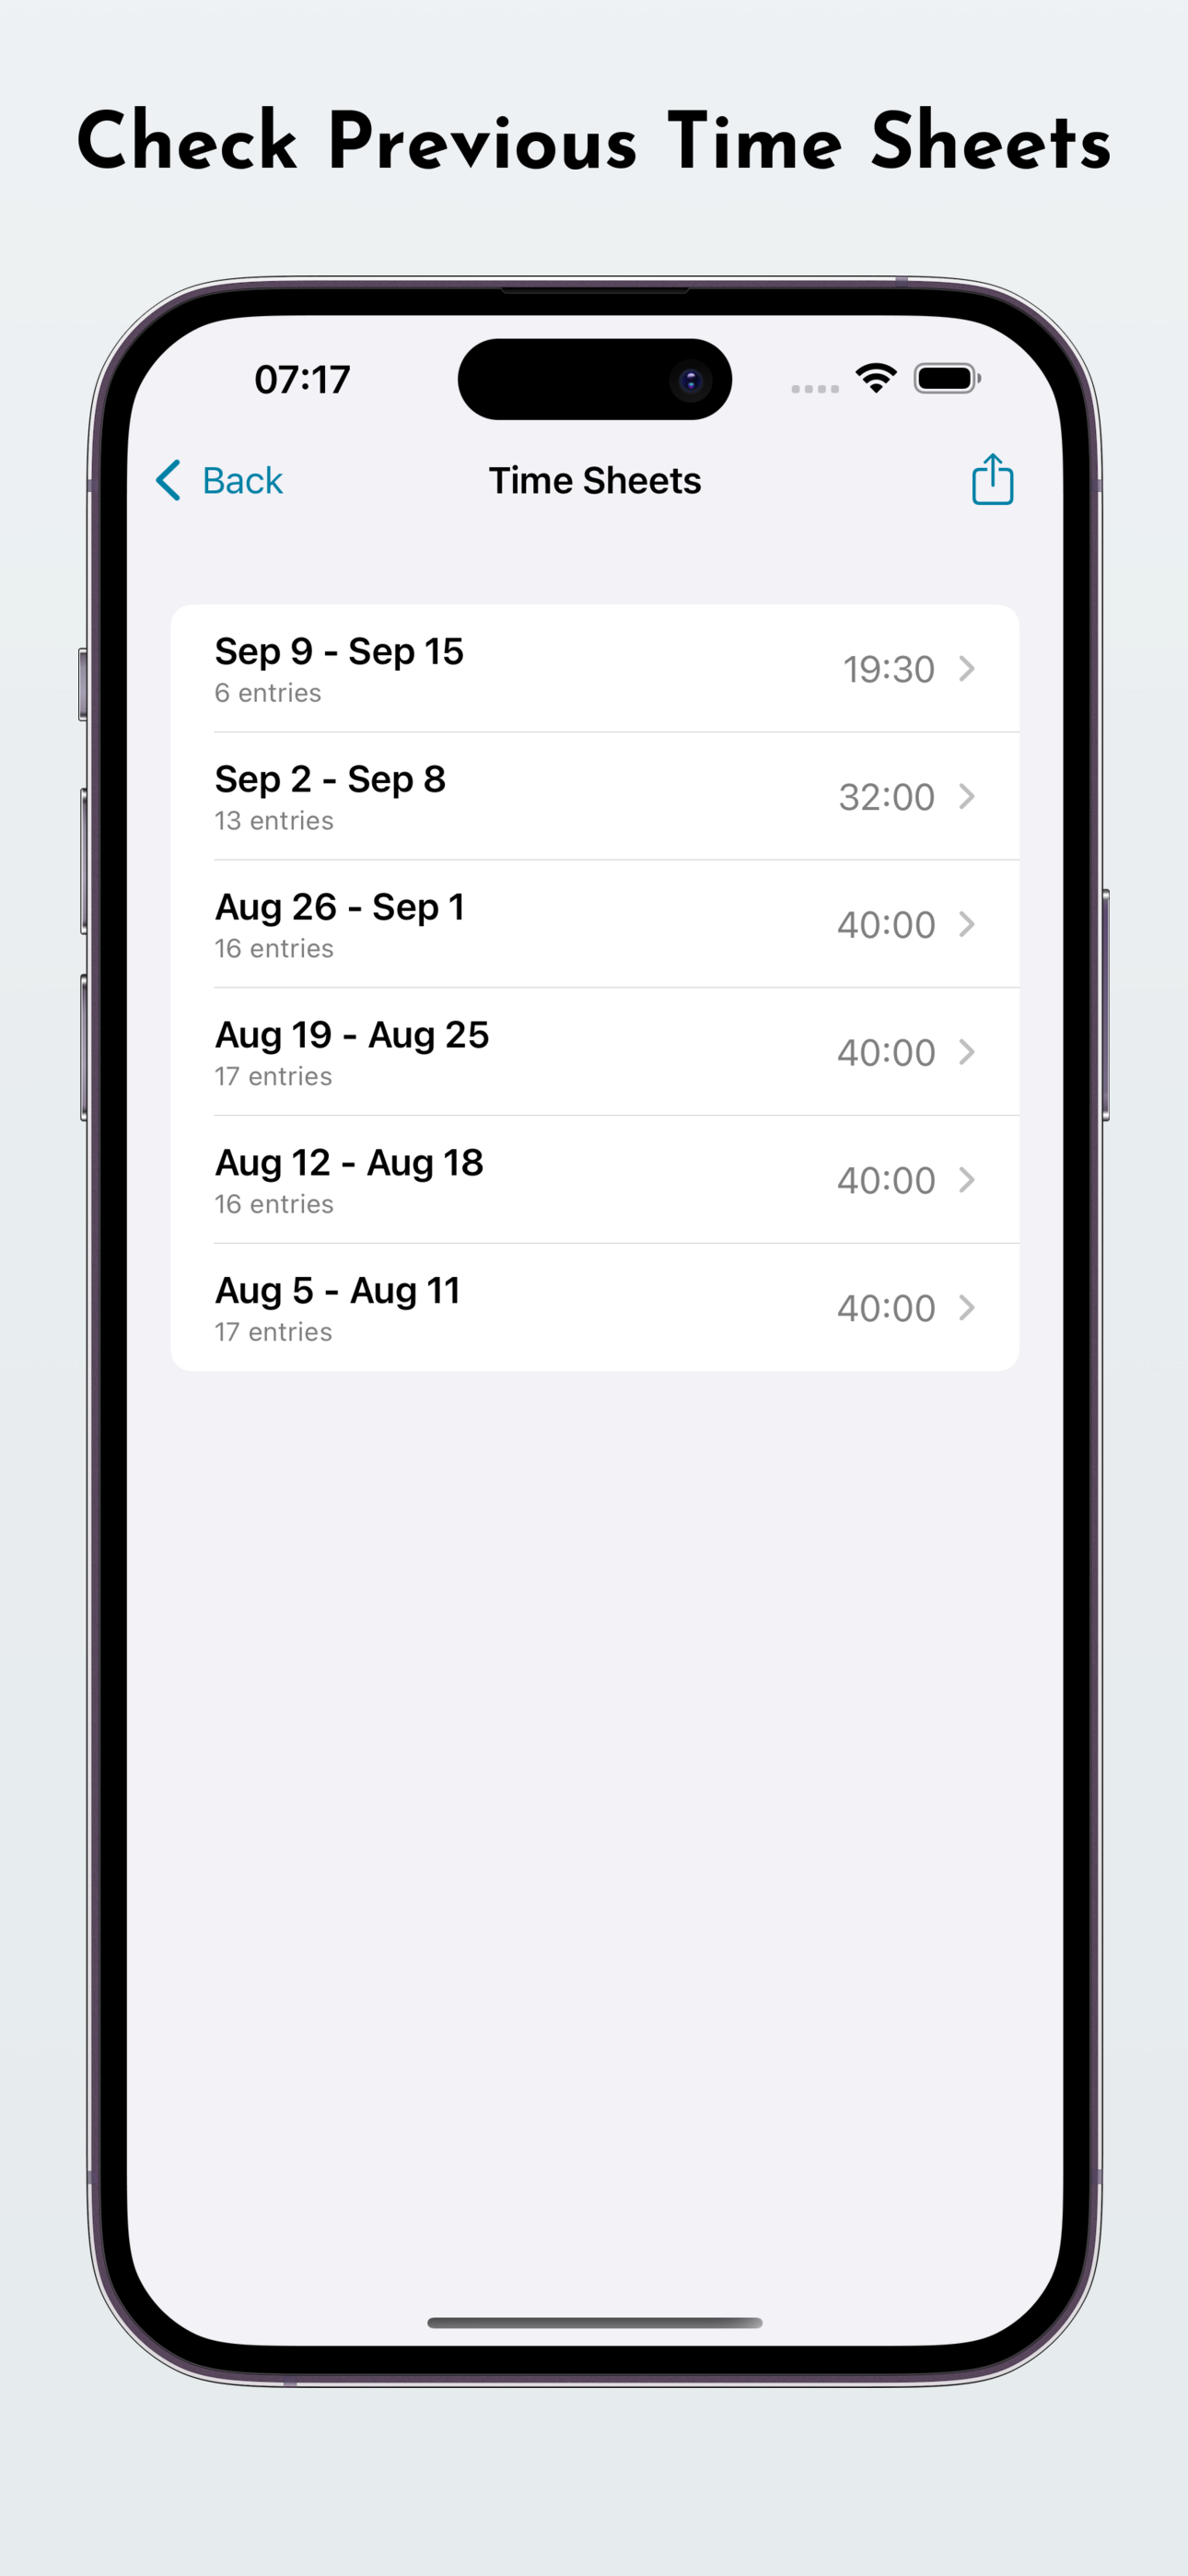 Check Previous Time Sheets
07:17
Back Time Sheets
Sep 9 - Sep 15
6 entries
19:30
Sep 2 - Sep 8
13 entries
32:00
Aug 26 - Sep 1
16 entries
40:00
Aug 19 - Aug 25
17 entries
40:00
Aug 12 - Aug 18
16 entries
40:00
Aug 5 - Aug 11
17 entries
40:00